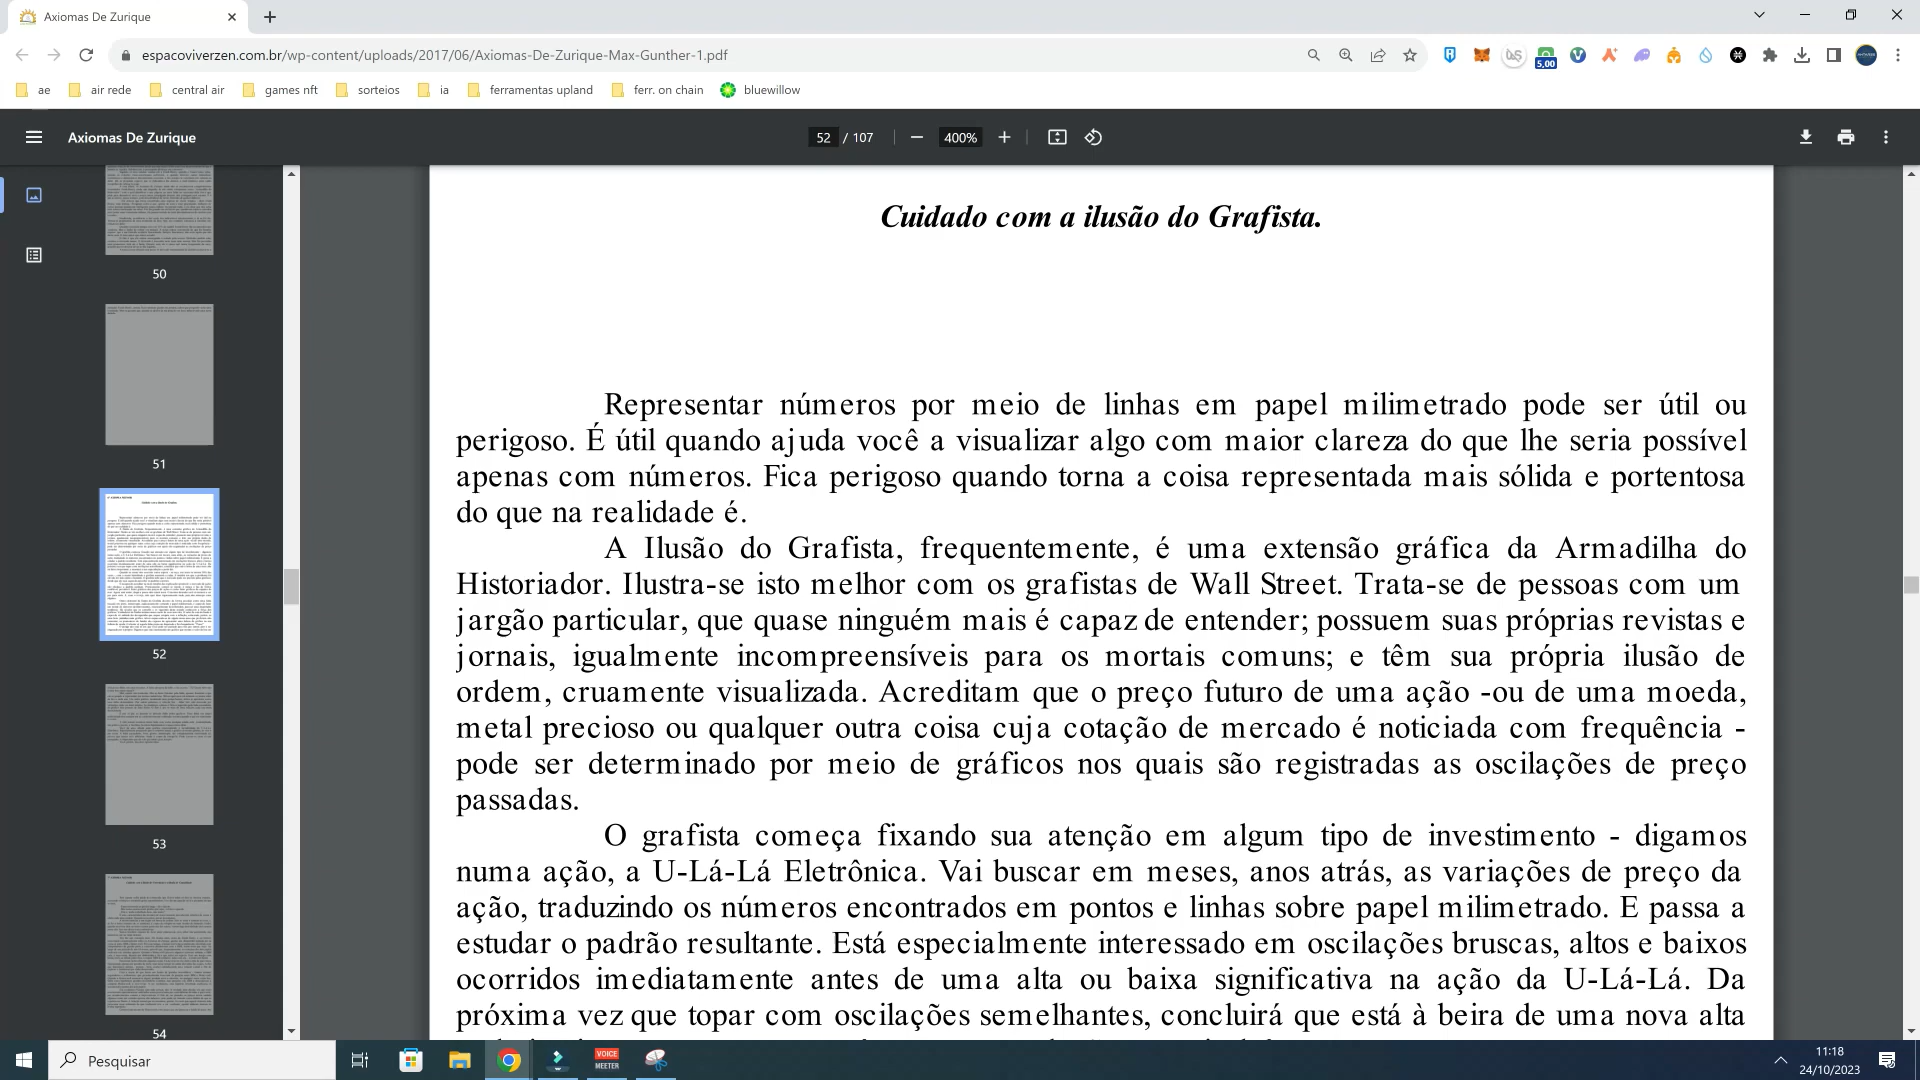 Axiomas De Zurique
espacoviverzen.com.br/wp-content/uploads/2017/06/Axiomas-De-Zurique-Max-Gunther-1.pdf
5,00
ae
air rede
central air
games nft
sorteios
ia
ferramentas upland
ferr. on chain
bluewillow
Axiomas De Zurique
52 / 107
400%
50
51
52
53
54
Cuidado com a ilusão do Grafista.
Representar números por meio de linhas em papel milimetrado pode ser útil ou
perigoso. É útil quando ajuda você a visualizar algo com maior clareza do que lhe seria possível
apenas com números. Fica perigoso quando torna a coisa representada mais sólida e portentosa
do que na realidade é.
A Ilusão do Grafista, frequentemente, é uma extensão gráfica da Armadilha do
Historiador. Ilustra-se isto melhor com os grafistas de Wall Street. Trata-se de pessoas com um
jargão particular, que quase ninguém mais é capaz de entender; possuem suas próprias revistas e
jornais, igualmente incompreensíveis para os mortais comuns; e têm sua própria ilusão de
ordem, cruamente visualizada. Acreditam que o preço futuro de uma ação -ou de uma moeda,
metal precioso ou qualquer outra coisa cuja cotação de mercado é noticiada com frequência -
pode ser determinado por meio de gráficos nos quais são registradas as oscilações de preço
passadas.
O grafista começa fixando sua atenção em algum tipo de investimento - digamos
numa ação, a U-Lá-Lá Eletrônica. Vai buscar em meses, anos atrás, as variações de preço da
ação, traduzindo os números encontrados em pontos e linhas sobre papel milimetrado. E passa a
estudar o padrão resultante. Está especialmente interessado em oscilações bruscas, altos e baixos
ocorridos imediatamente antes de uma alta ou baixa significativa na ação da U-Lá-Lá. Da
próxima vez que topar com oscilações semelhantes, concluirá que está à beira de uma nova alta
Pesquisar
VOICE
MEETER
11:18
24/10/2023